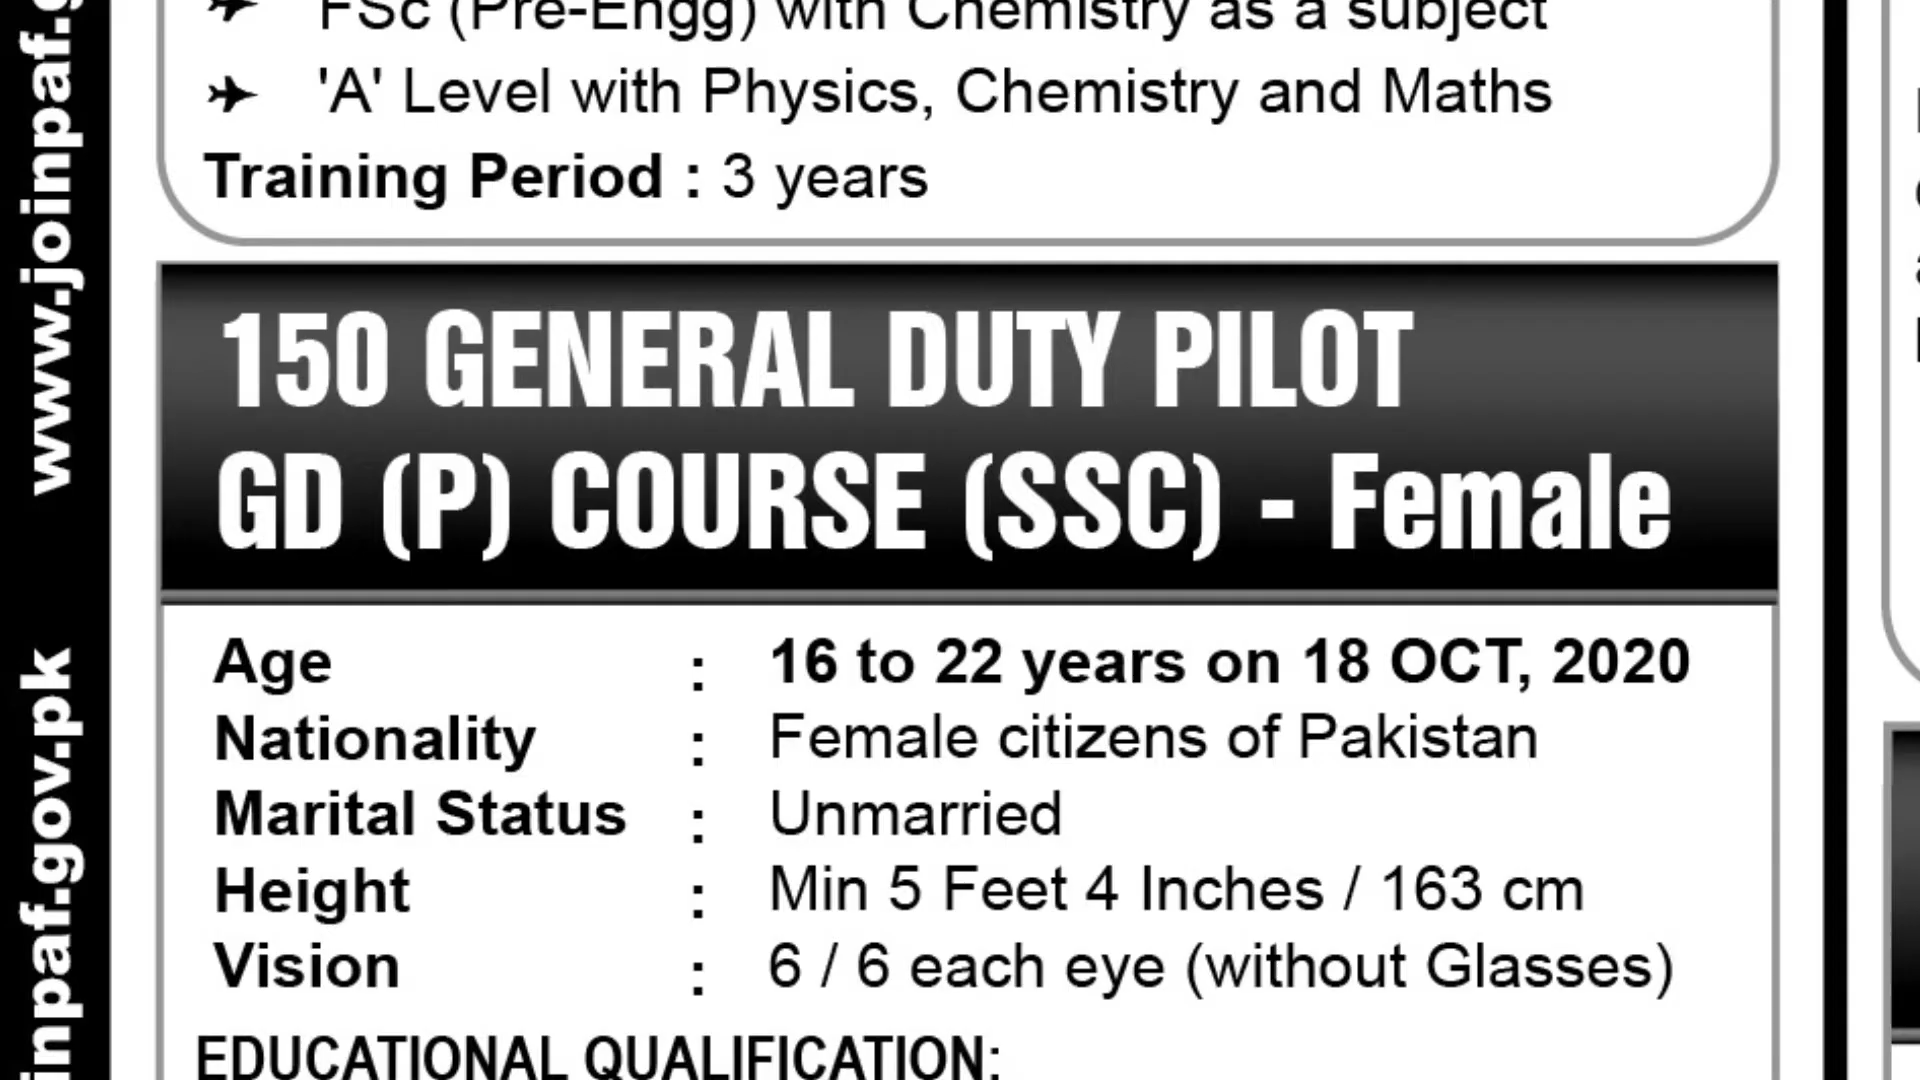 FSc (Pre-Engg) with Chemistry as a subject
'A' Level with Physics, Chemistry and Maths
Training Period : 3 years
150 GENERAL DUTY PILOT
GD (P) COURSE (SSC) - Female
Age : 16 to 22 years on 18 OCT, 2020
Nationality : Female citizens of Pakistan
Marital Status : Unmarried
Height : Min 5 Feet 4 Inches / 163 cm
Vision : 6 / 6 each eye (without Glasses)
EDUCATIONAL QUALIFICATION:
www.joinpaf.g
inpaf.gov.pk